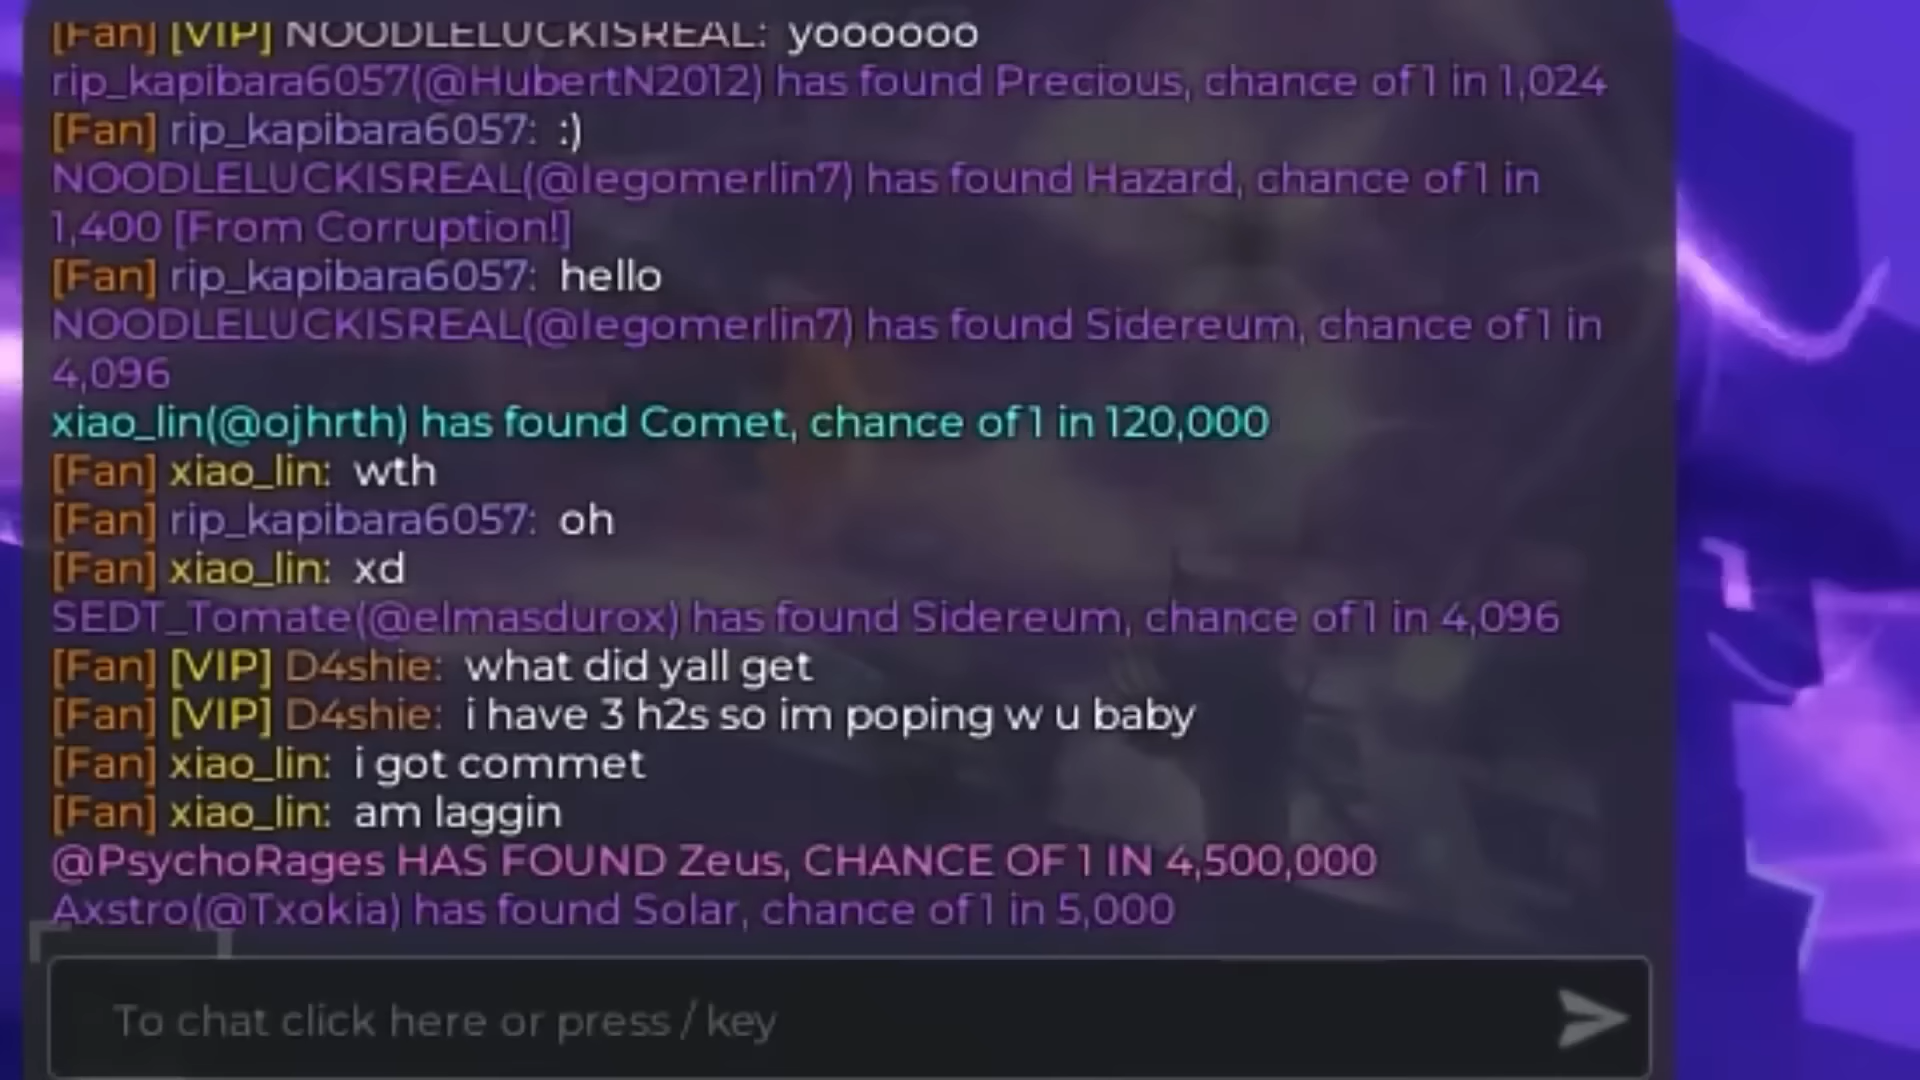 [Fan] [VIP] NOODLELUCKISREAL: yoooooo
rip_kapibara6057(@HubertN2012) has found Precious, chance of 1 in 1,024
[Fan] rip_kapibara6057: :)
NOODLELUCKISREAL(@legomerlin7) has found Hazard, chance of 1 in
1,400 [From Corruption!]
[Fan] rip_kapibara6057: hello
NOODLELUCKISREAL(@legomerlin7) has found Sidereum, chance of 1 in
4,096
xiao_lin(@ojhrth) has found Comet, chance of 1 in 120,000
[Fan] xiao_lin: wth
[Fan] rip_kapibara6057: oh
[Fan] xiao_lin: xd
SEDT_Tomate(@elmasdurox) has found Sidereum, chance of 1 in 4,096
[Fan] [VIP] D4shie: what did yall get
[Fan] [VIP] D4shie: i have 3 h2s so im poping w u baby
[Fan] xiao_lin: i got commet
[Fan] xiao_lin: am laggin
@PsychoRages HAS FOUND Zeus, CHANCE OF 1 IN 4,500,000
Axstro(@Txokia) has found Solar, chance of 1 in 5,000
To chat click here or press / key